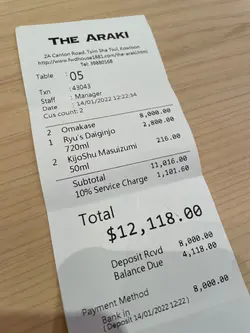 THE ARAKI
2A Canton Road, Tsim Sha Tsui, Kowloon
Tel: 39880168
Table : 05
Txn : 43043
Staff : Manager
Date : 14/01/2022 12:22:34
Cus count: 2
2 Omakase 8,000.00
1 Ryu's Daiginjo 2,800.00
720ml
2 KijoShu Masuizumi 216.00
50ml
Subtotal 11,016.00
10% Service Charge 1,101.60
Total
$12,118.00
Deposit Rcvd 8,000.00
Balance Due 4,118.00
Payment Method
Bank in 8,000.00
(Deposit 14/01/2022 12:22)